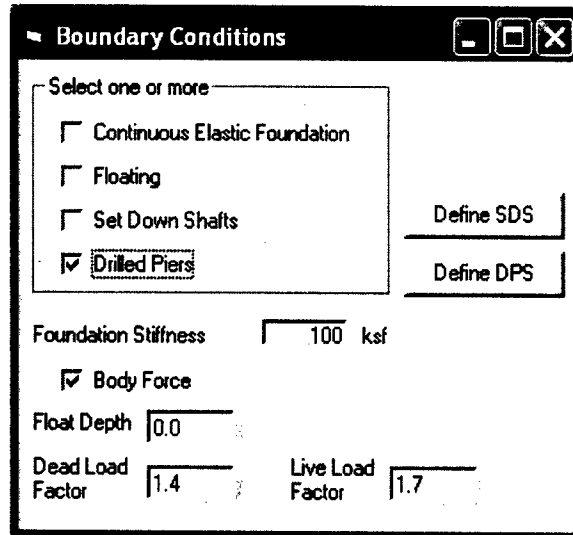 Boundary Conditions
Select one or more
Continuous Elastic Foundation
Floating
Set Down Shafts
Define SDS
Drilled Piers
Define DPS
Foundation Stiffness 100 ksf
Body Force
Float Depth 0.0
Dead Load Factor 1.4
Live Load Factor 1.7